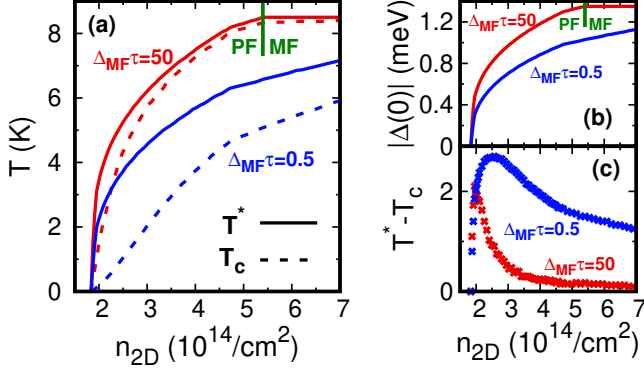 (a)
PF MF
Δ_MFτ=50
Δ_MFτ=0.5
T^*
T_c
T (K)
0
2
4
6
8
2 3 4 5 6 7
n_2D (10^14/cm^2)
PF MF
Δ_MFτ=50
Δ_MFτ=0.5
(b)
|Δ(0)| (meV)
0
0.4
0.8
1.2
(c)
Δ_MFτ=0.5
Δ_MFτ=50
T^*-T_c
0
2
2 3 4 5 6 7
n_2D (10^14/cm^2)